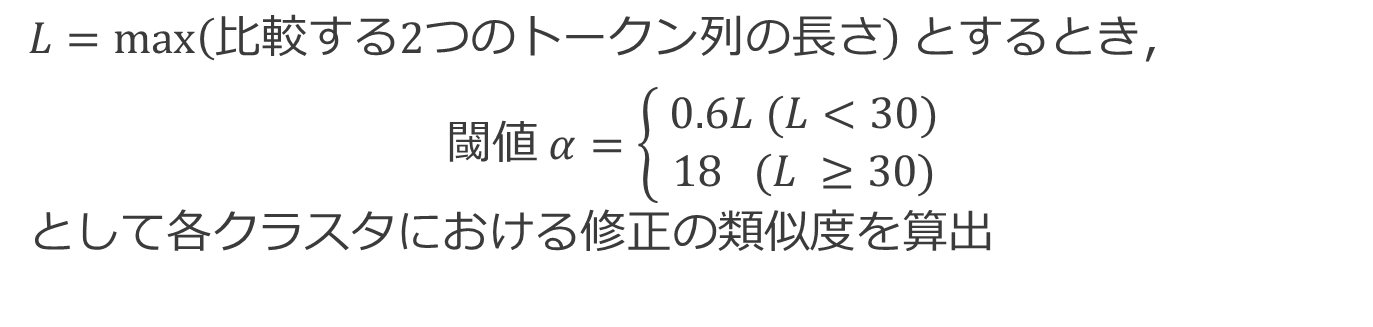 L = max(比較する2つのトークン列の長さ) とするとき,
閾値 α = { 0.6L (L < 30)
18 (L ≥ 30)
として各クラスタにおける修正の類似度を算出